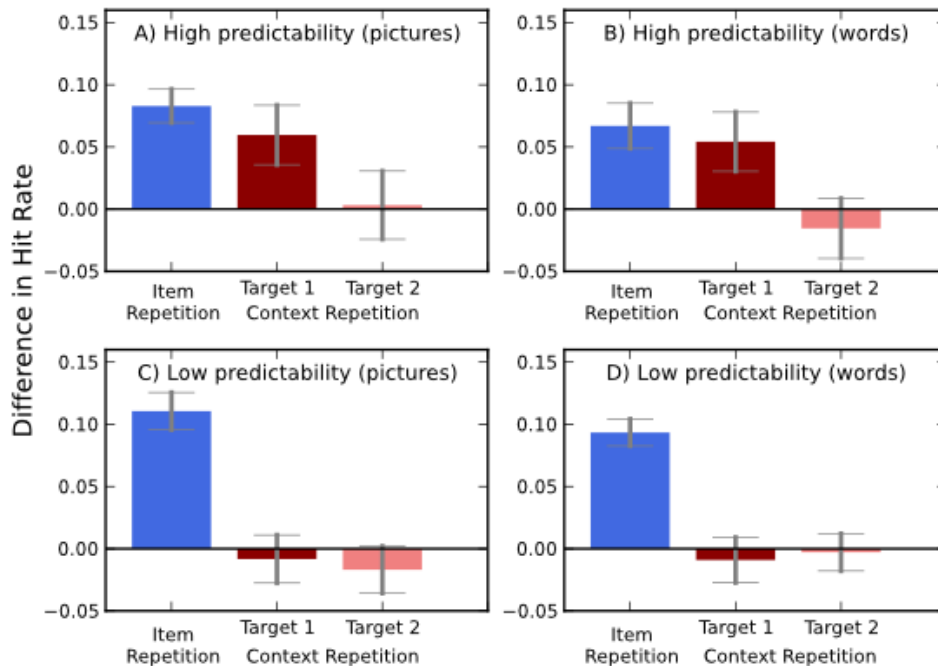 Difference in Hit Rate
A) High predictability (pictures)
0.15
0.10
0.05
0.00
−0.05
Item
Repetition
Target 1 Target 2
Context Repetition
B) High predictability (words)
0.15
0.10
0.05
0.00
−0.05
Item
Repetition
Target 1 Target 2
Context Repetition
C) Low predictability (pictures)
0.15
0.10
0.05
0.00
−0.05
Item
Repetition
Target 1 Target 2
Context Repetition
D) Low predictability (words)
0.15
0.10
0.05
0.00
−0.05
Item
Repetition
Target 1 Target 2
Context Repetition